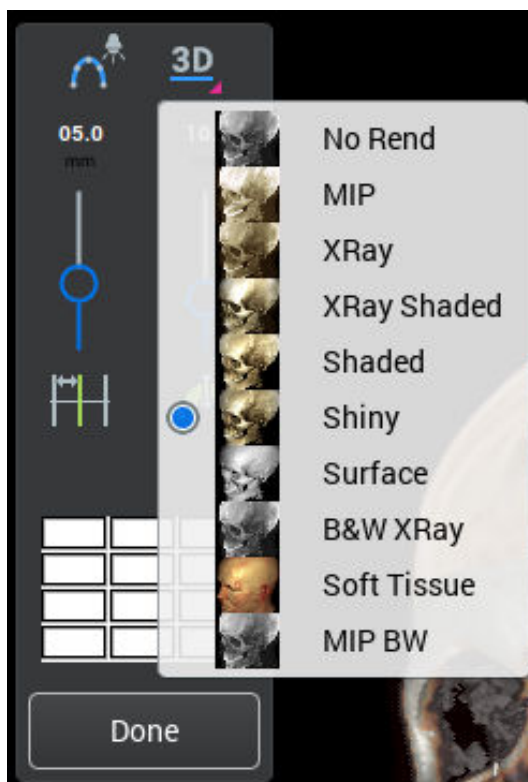 3D
05.0
mm
No Rend
MIP
XRay
XRay Shaded
Shaded
Shiny
Surface
B&W XRay
Soft Tissue
MIP BW
Done